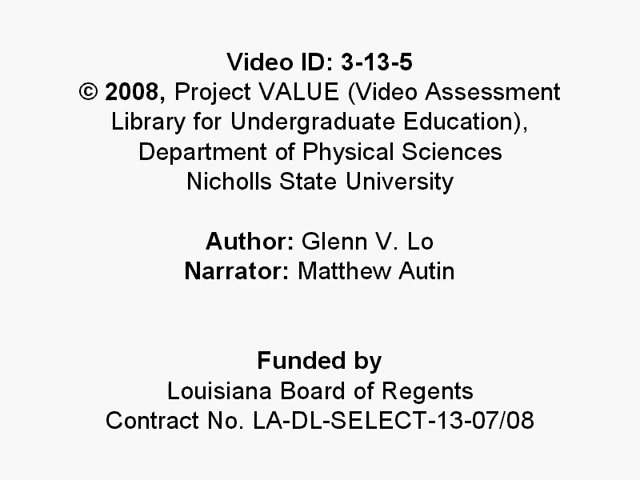 Video ID: 3-13-5
© 2008, Project VALUE (Video Assessment
Library for Undergraduate Education),
Department of Physical Sciences
Nicholls State University
Author: Glenn V. Lo
Narrator: Matthew Autin
Funded by
Louisiana Board of Regents
Contract No. LA-DL-SELECT-13-07/08